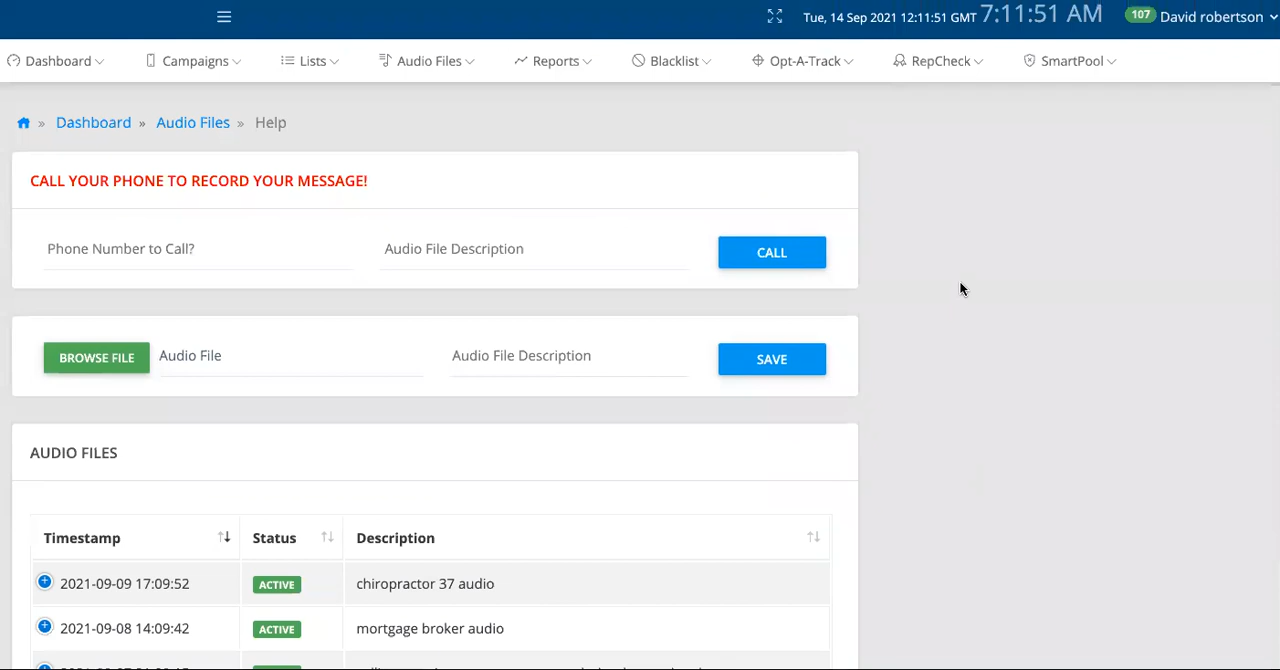 Tue, 14 Sep 2021 12:11:51 GMT 7:11:51 AM 107 David robertson
Dashboard Campaigns Lists Audio Files Reports Blacklist Opt-A-Track RepCheck SmartPool
» Dashboard » Audio Files » Help
CALL YOUR PHONE TO RECORD YOUR MESSAGE!
Phone Number to Call? Audio File Description CALL
BROWSE FILE Audio File Audio File Description SAVE
AUDIO FILES
Timestamp Status Description
2021-09-09 17:09:52 ACTIVE chiropractor 37 audio
2021-09-08 14:09:42 ACTIVE mortgage broker audio